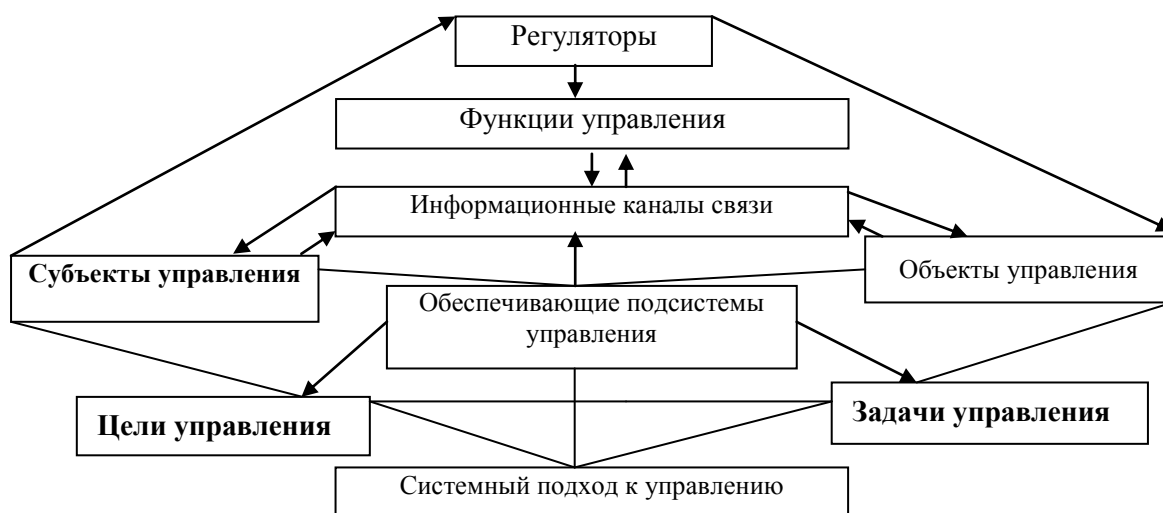 Регуляторы
Функции управления
Информационные каналы связи
Субъекты управления
Объекты управления
Обеспечивающие подсистемы
управления
Цели управления
Задачи управления
Системный подход к управлению